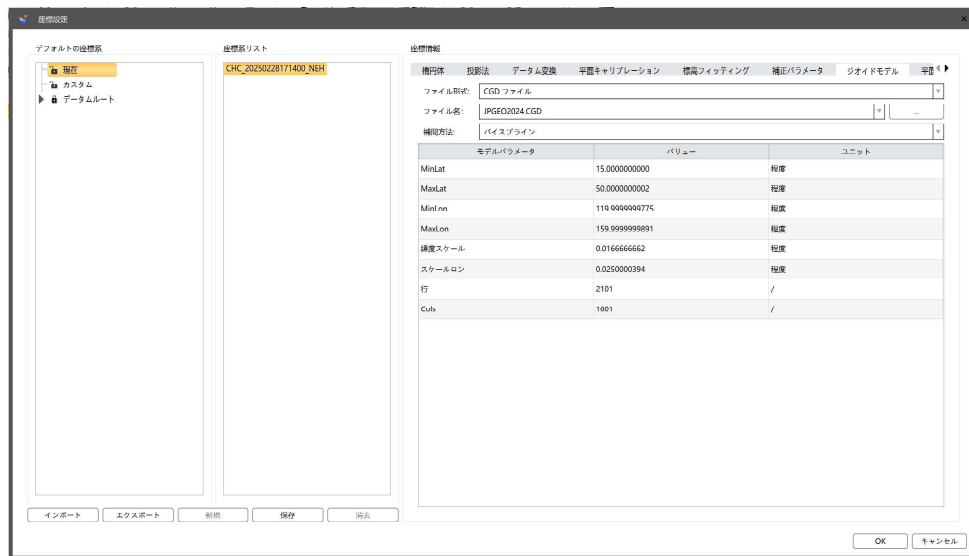 座標設定
×
デフォルトの座標系
座標系リスト
座標情報
現在
カスタム
データムルート
CHC_20250228171400_NEH
楕円体 投影法 データム変換 平面キャリブレーション 標高フィッティング 補正パラメータ ジオイドモデル 平面
ファイル形式: CGD ファイル
ファイル名: JPGEO2024.CGD ...
補間方法: バイスプライン
モデルパラメータ バリュー ユニット
MinLat 15.0000000000 程度
MaxLat 50.0000000002 程度
MinLon 119.9999999775 程度
MaxLon 159.9999999891 程度
緯度スケール 0.0166666662 程度
スケールロン 0.0250000394 程度
行 2101 /
Cols 1601 /
インポート エクスポート 新規 保存 消去
OK キャンセル